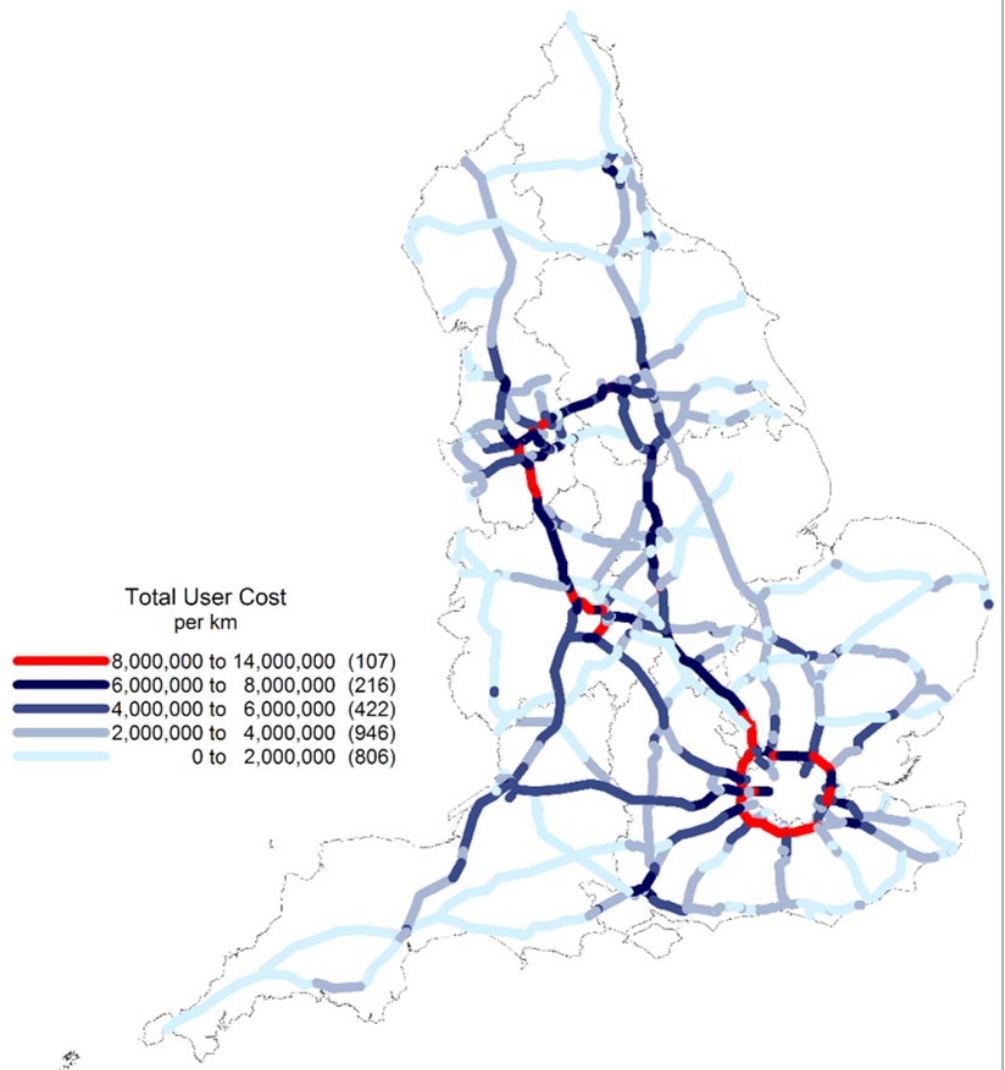 Total User Cost
per km
8,000,000 to 14,000,000 (107)
6,000,000 to 8,000,000 (216)
4,000,000 to 6,000,000 (422)
2,000,000 to 4,000,000 (946)
0 to 2,000,000 (806)